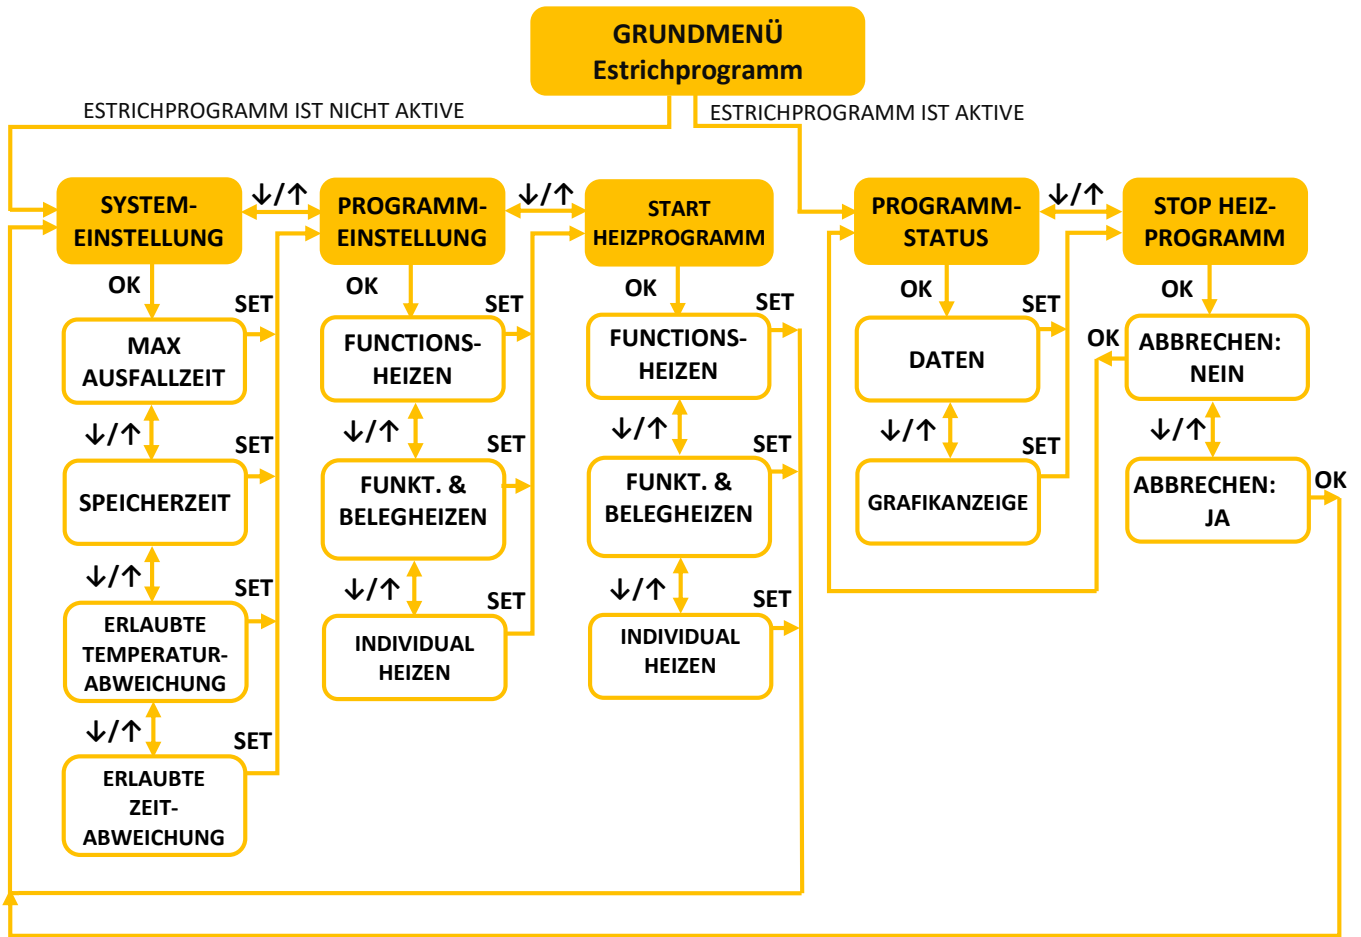 GRUNDMENÜ
Estrichprogramm
ESTRICHPROGRAMM IST NICHT AKTIVE
ESTRICHPROGRAMM IST AKTIVE
SYSTEM-
EINSTELLUNG
↓/↑
PROGRAMM-
EINSTELLUNG
↓/↑
START
HEIZPROGRAMM
PROGRAMM-
STATUS
↓/↑
STOP HEIZ-
PROGRAMM
OK
SET
MAX
AUSFALLZEIT
↓/↑
SET
SPEICHERZEIT
↓/↑
SET
ERLAUBTE
TEMPERATUR-
ABWEICHUNG
↓/↑
SET
ERLAUBTE
ZEIT-
ABWEICHUNG
OK
SET
FUNCTIONS-
HEIZEN
↓/↑
SET
FUNKT. &
BELEGHEIZEN
↓/↑
SET
INDIVIDUAL
HEIZEN
OK
SET
FUNCTIONS-
HEIZEN
↓/↑
SET
FUNKT. &
BELEGHEIZEN
↓/↑
SET
INDIVIDUAL
HEIZEN
OK
SET
DATEN
↓/↑
SET
GRAFIKANZEIGE
OK
OK
ABBRECHEN:
NEIN
↓/↑
ABBRECHEN:
JA
OK